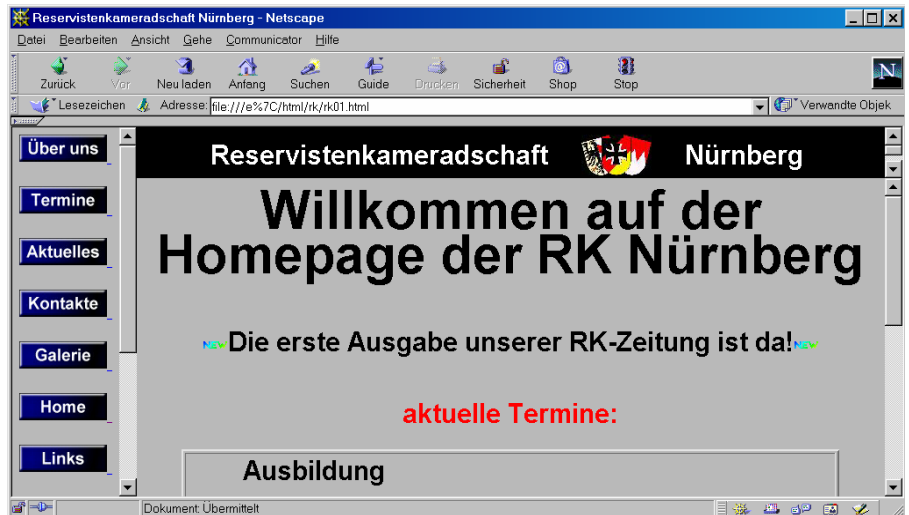 Reservistenkameradschaft Nürnberg - Netscape
Datei Bearbeiten Ansicht Gehe Communicator Hilfe
Zurück Vor Neu laden Anfang Suchen Guide Drucken Sicherheit Shop Stop
N
Lesezeichen Adresse: file:///e%7C/html/rk/rk01.html Verwandte Objek
Über uns
Termine
Aktuelles
Kontakte
Galerie
Home
Links
Reservistenkameradschaft Nürnberg
Willkommen auf der
Homepage der RK Nürnberg
NEW Die erste Ausgabe unserer RK-Zeitung ist da! NEW
aktuelle Termine:
Ausbildung
Dokument: Übermittelt